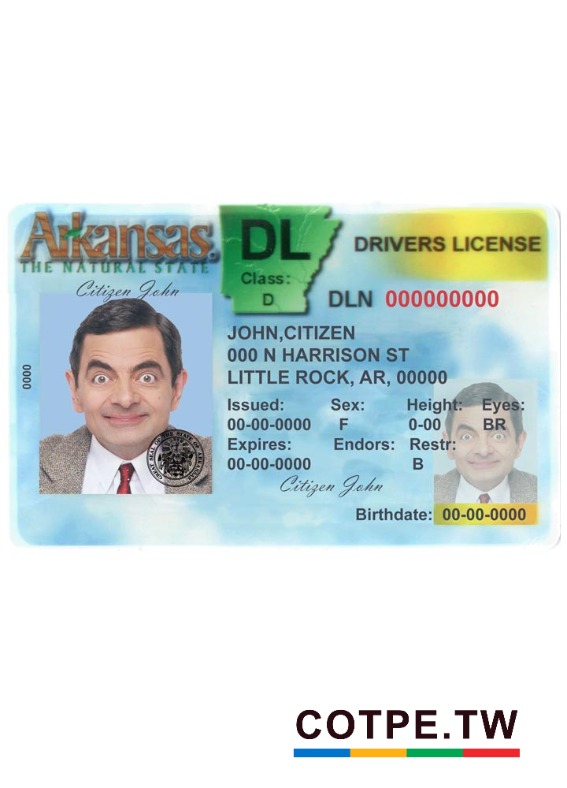 Arkansas®
THE NATURAL STATE
DL
Class:
D
DRIVERS LICENSE
DLN 000000000
Citizen John
0000
JOHN,CITIZEN
000 N HARRISON ST
LITTLE ROCK, AR, 00000
Issued: Sex: Height: Eyes:
00-00-0000 F 0-00 BR
Expires: Endors: Restr:
00-00-0000 B
Citizen John
Birthdate: 00-00-0000
COTPE.TW